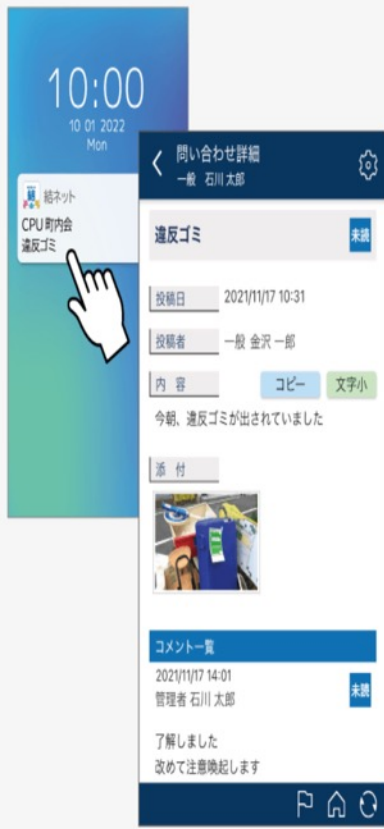 10:00
10 01 2022
Mon
結ネット
CPU 町内会
違反ゴミ
問い合わせ詳細
一般 石川 太郎
違反ゴミ
未読
投稿日
2021/11/17 10:31
投稿者
一般 金沢 一郎
内 容
コピー
文字小
今朝、違反ゴミが出されていました
添 付
コメント一覧
2021/11/17 14:01
管理者 石川 太郎
未読
了解しました
改めて注意喚起します